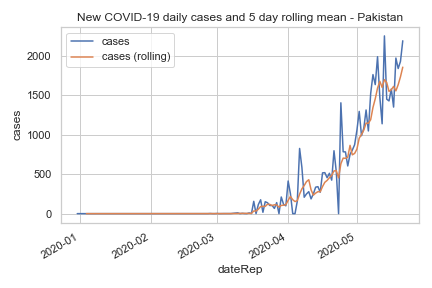 New COVID-19 daily cases and 5 day rolling mean - Pakistan
cases
cases (rolling)
2000
1500
1000
500
0
cases
2020-01
2020-02
2020-03
2020-04
2020-05
dateRep